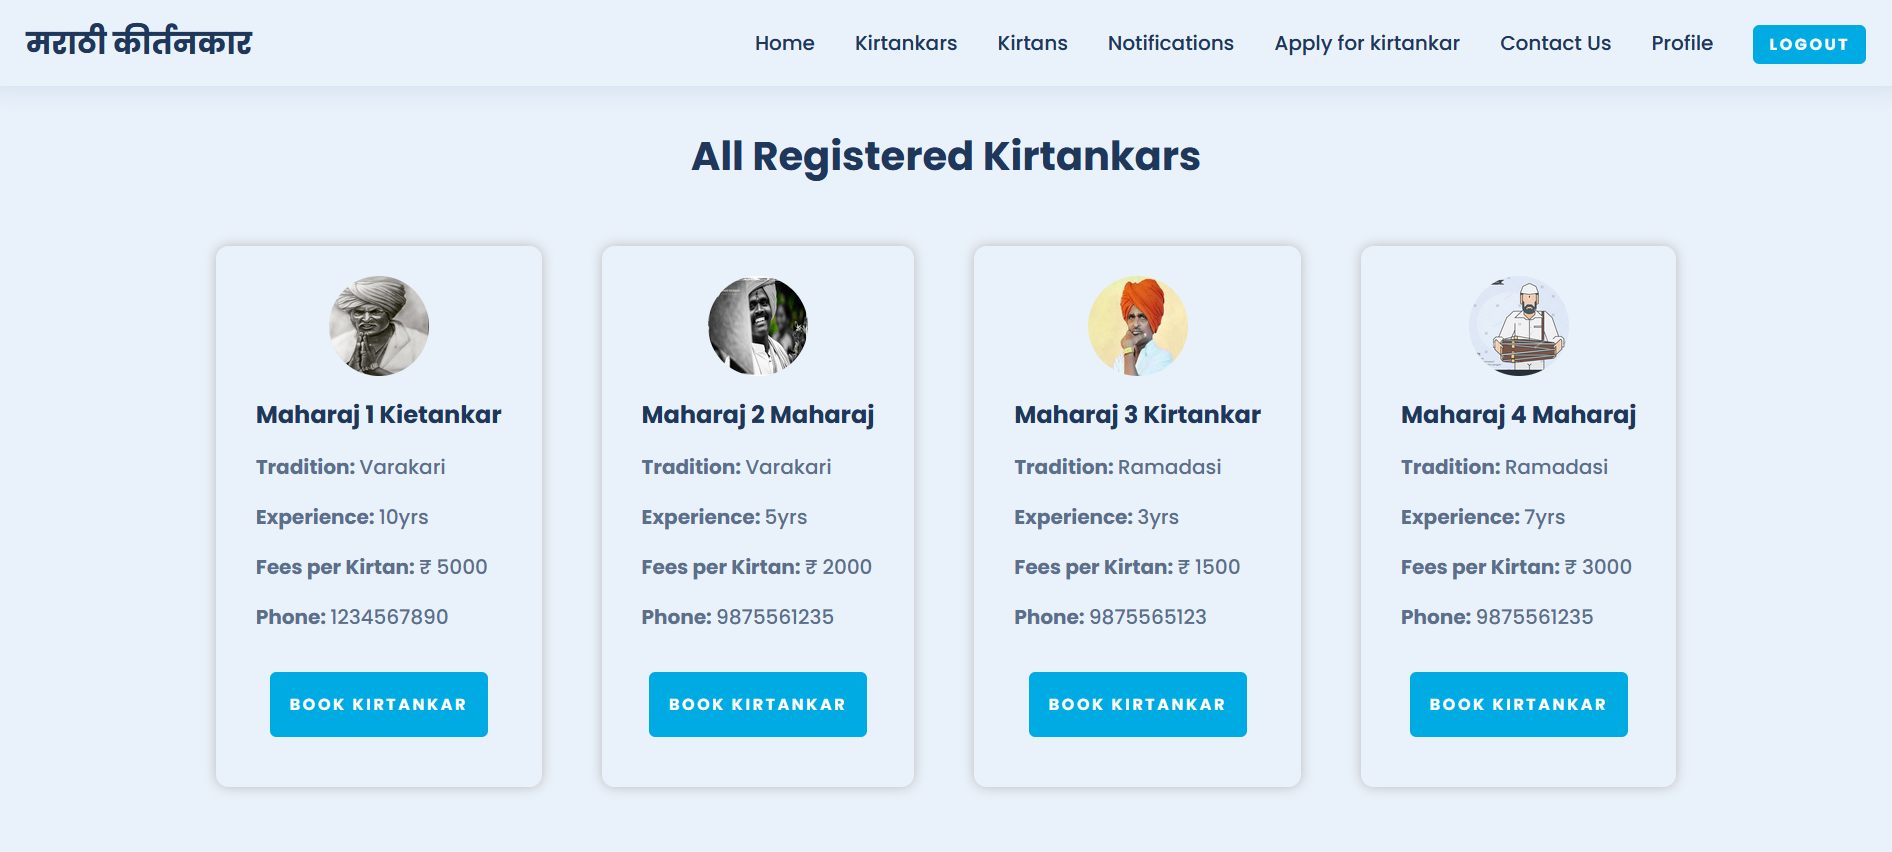 मराठी कीर्तनकार
Home Kirtankars Kirtans Notifications Apply for kirtankar Contact Us Profile LOGOUT
All Registered Kirtankars
Maharaj 1 Kietankar
Tradition: Varakari
Experience: 10yrs
Fees per Kirtan: ₹ 5000
Phone: 1234567890
BOOK KIRTANKAR
Maharaj 2 Maharaj
Tradition: Varakari
Experience: 5yrs
Fees per Kirtan: ₹ 2000
Phone: 9875561235
BOOK KIRTANKAR
Maharaj 3 Kirtankar
Tradition: Ramadasi
Experience: 3yrs
Fees per Kirtan: ₹ 1500
Phone: 9875565123
BOOK KIRTANKAR
Maharaj 4 Maharaj
Tradition: Ramadasi
Experience: 7yrs
Fees per Kirtan: ₹ 3000
Phone: 9875561235
BOOK KIRTANKAR